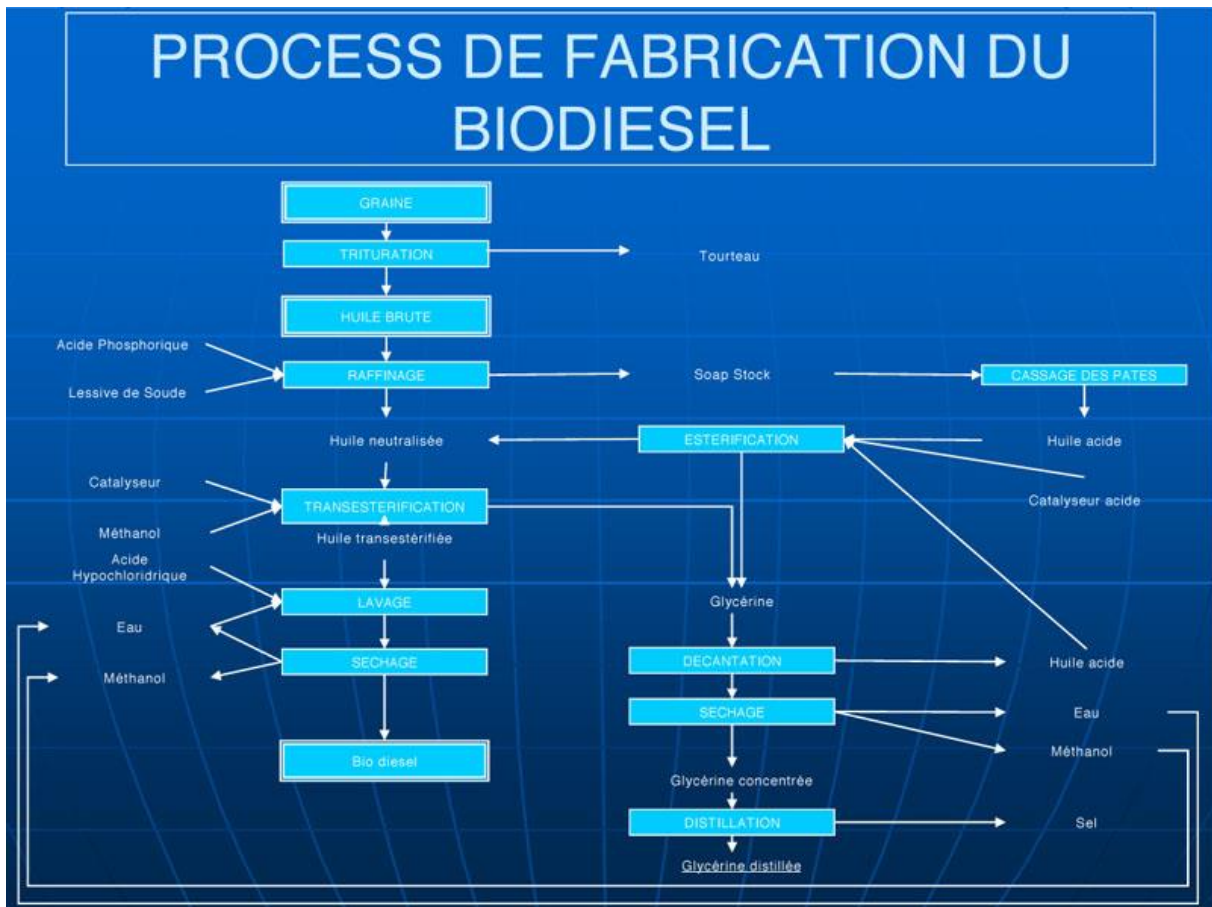 PROCESS DE FABRICATION DU
BIODIESEL
GRAINE
TRITURATION
Tourteau
HUILE BRUTE
Acide Phosphorique
RAFFINAGE
Soap Stock
CASSAGE DES PATES
Lessive de Soude
Huile neutralisée
ESTERIFICATION
Huile acide
Catalyseur
Catalyseur acide
TRANSESTERIFICATION
Méthanol
Huile transestérifiée
Acide
Hypochloridrique
LAVAGE
Glycérine
Eau
SECHAGE
DECANTATION
Huile acide
Méthanol
SECHAGE
Eau
Méthanol
Bio diesel
Glycérine concentrée
DISTILLATION
Sel
Glycérine distillée